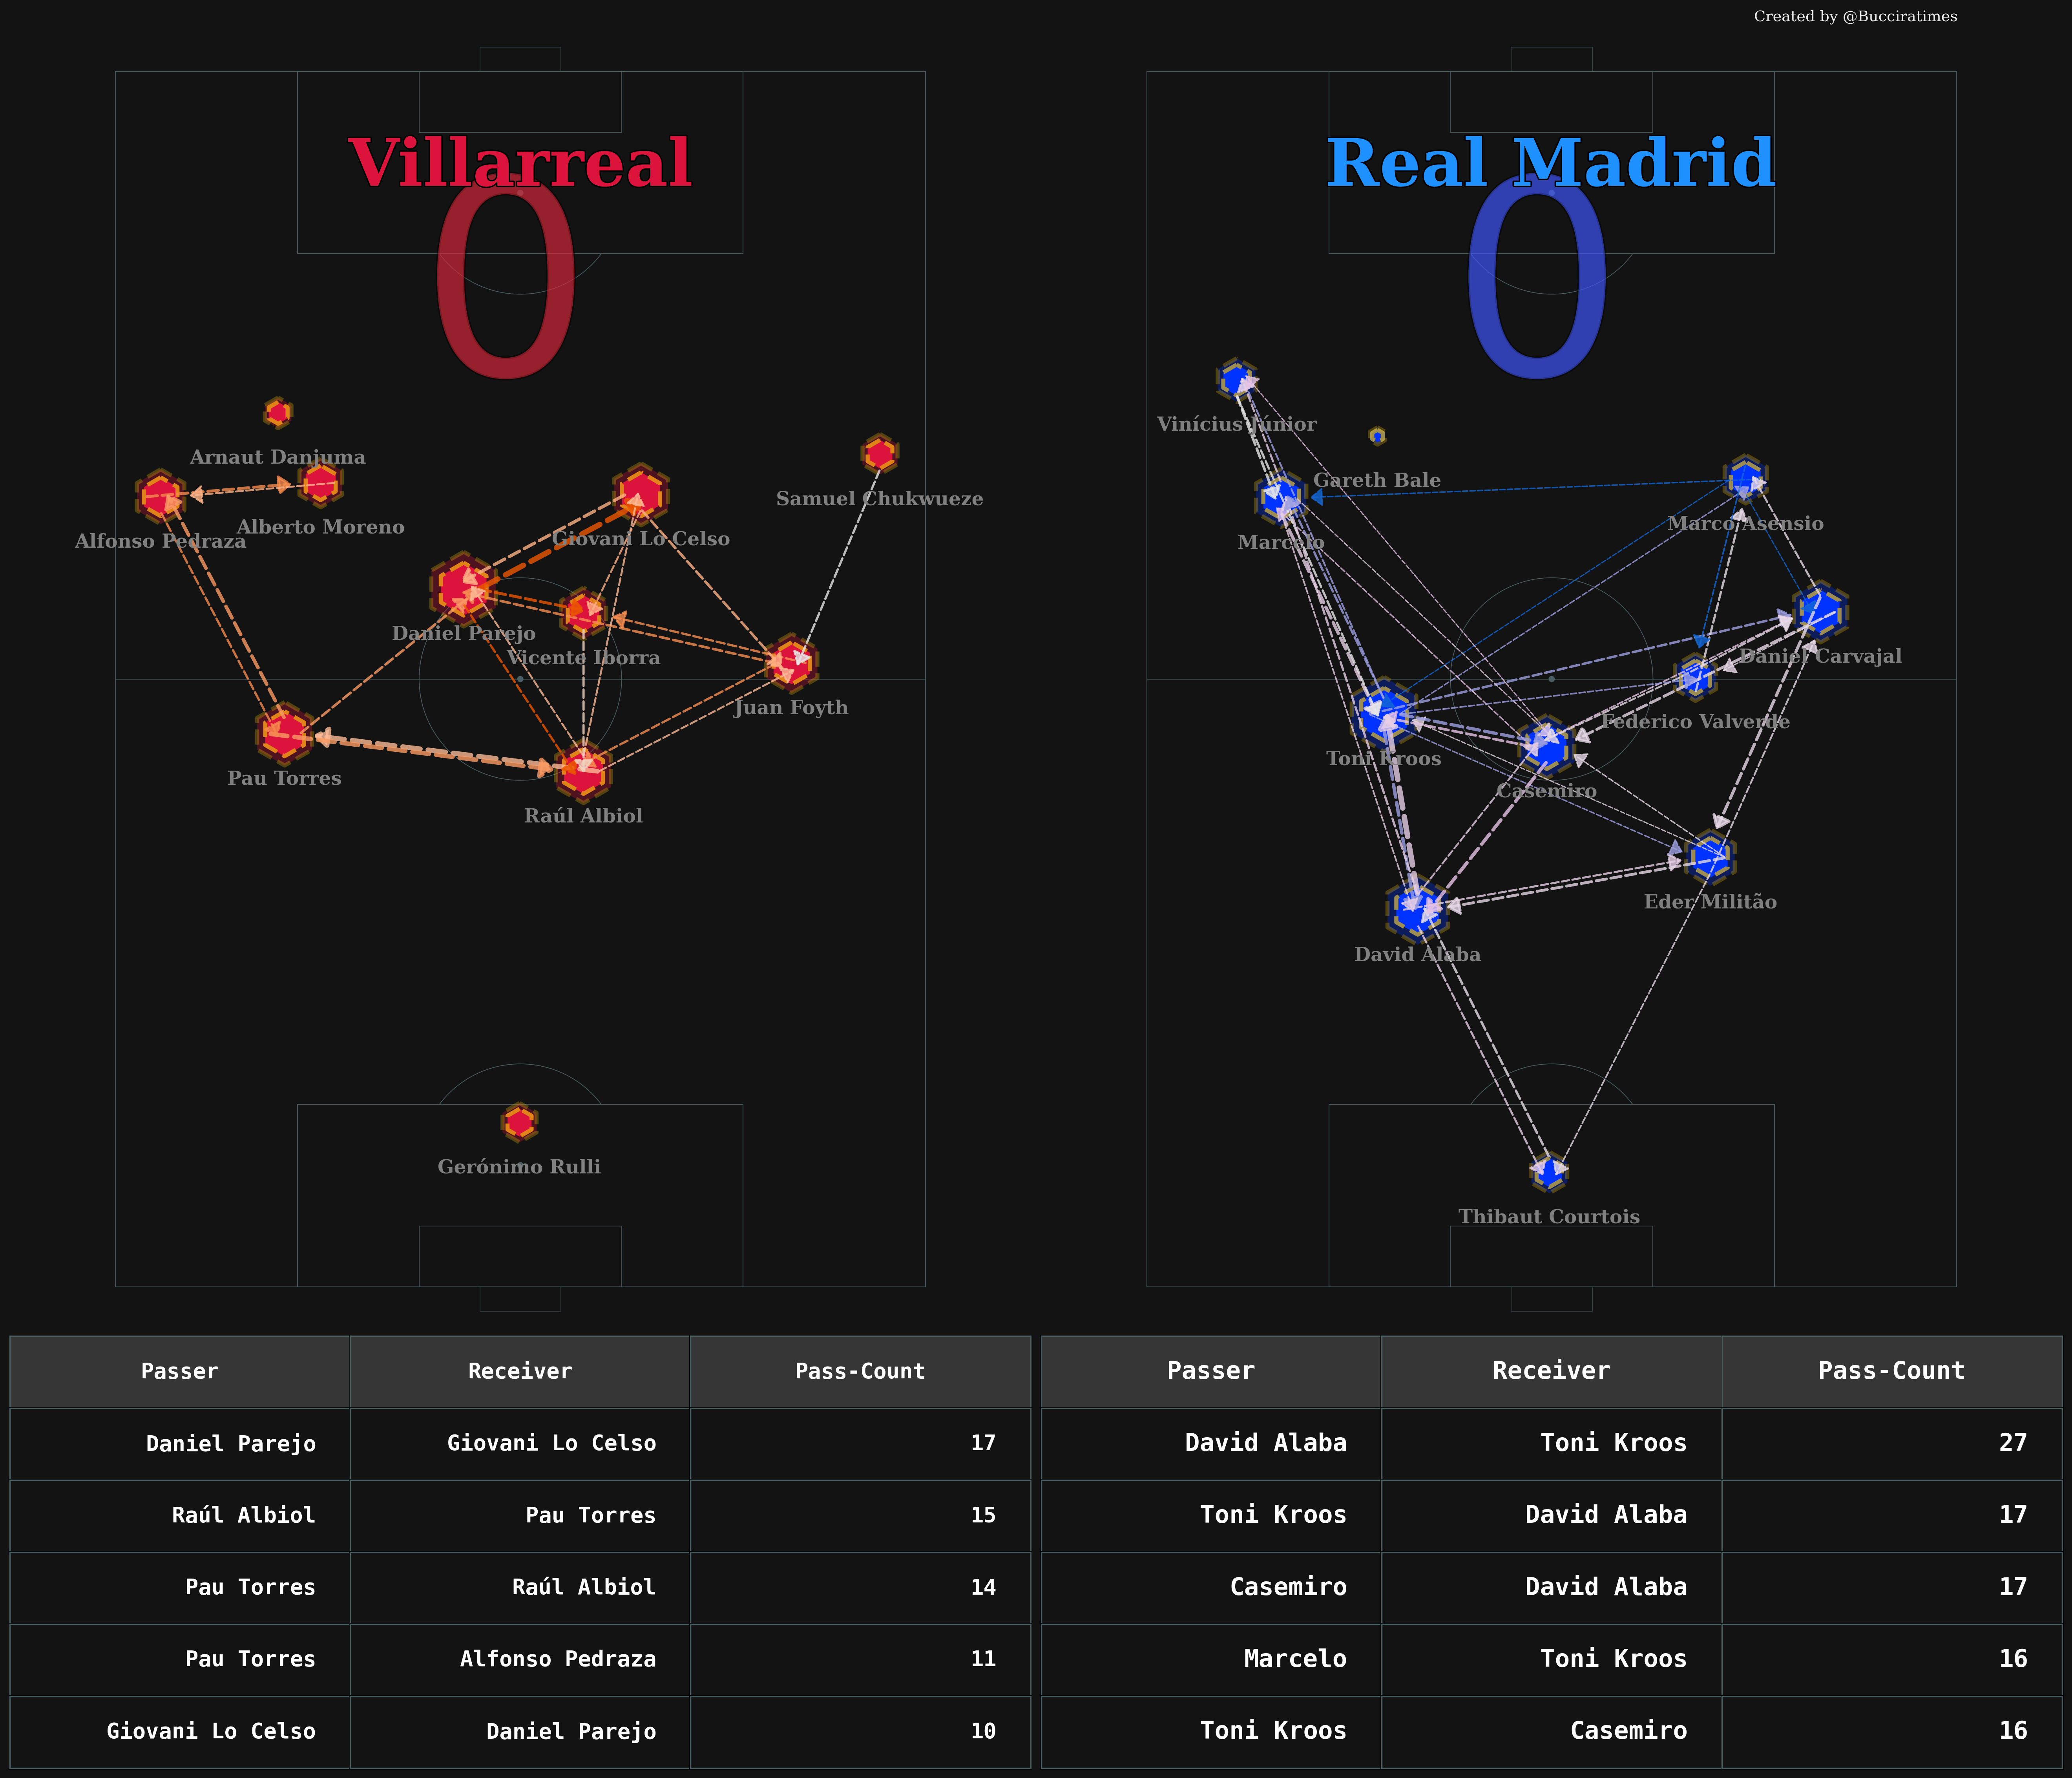 Created by @Bucciratimes
Villarreal
0
Arnaut Danjuma
Samuel Chukwueze
Alberto Moreno
Alfonso Pedraza
Giovani Lo Celso
Daniel Parejo
Vicente Iborra
Juan Foyth
Pau Torres
Raúl Albiol
Gerónimo Rulli
Real Madrid
0
Vinícius Júnior
Gareth Bale
Marco Asensio
Marcelo
Daniel Carvajal
Federico Valverde
Toni Kroos
Casemiro
Eder Militão
David Alaba
Thibaut Courtois
Passer Receiver Pass-Count
Daniel Parejo Giovani Lo Celso 17
Raúl Albiol Pau Torres 15
Pau Torres Raúl Albiol 14
Pau Torres Alfonso Pedraza 11
Giovani Lo Celso Daniel Parejo 10
Passer Receiver Pass-Count
David Alaba Toni Kroos 27
Toni Kroos David Alaba 17
Casemiro David Alaba 17
Marcelo Toni Kroos 16
Toni Kroos Casemiro 16